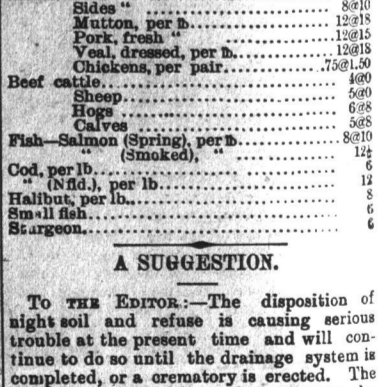 Sides “ 8@10
Mutton, per lb 12@18
Pork, fresh “ 12@15
Veal, dressed, per lb. 12@18
Chickens, per pair .75@1.50
Beef cattle 4@0
Sheep 5@0
Hogs 6@8
Calves 5@8
Fish—Salmon (Spring), per lb 8@10
“ (Smoked), “ 12½
Cod, per lb 6
“ (Nfld.), per lb 12
Halibut, per lb. 8
Small fish 6
Sturgeon 6
A SUGGESTION.
TO THE EDITOR:—The disposition of
night soil and refuse is causing serious
trouble at the present time and will con-
tinue to do so until the drainage system is
completed, or a crematory is erected. The